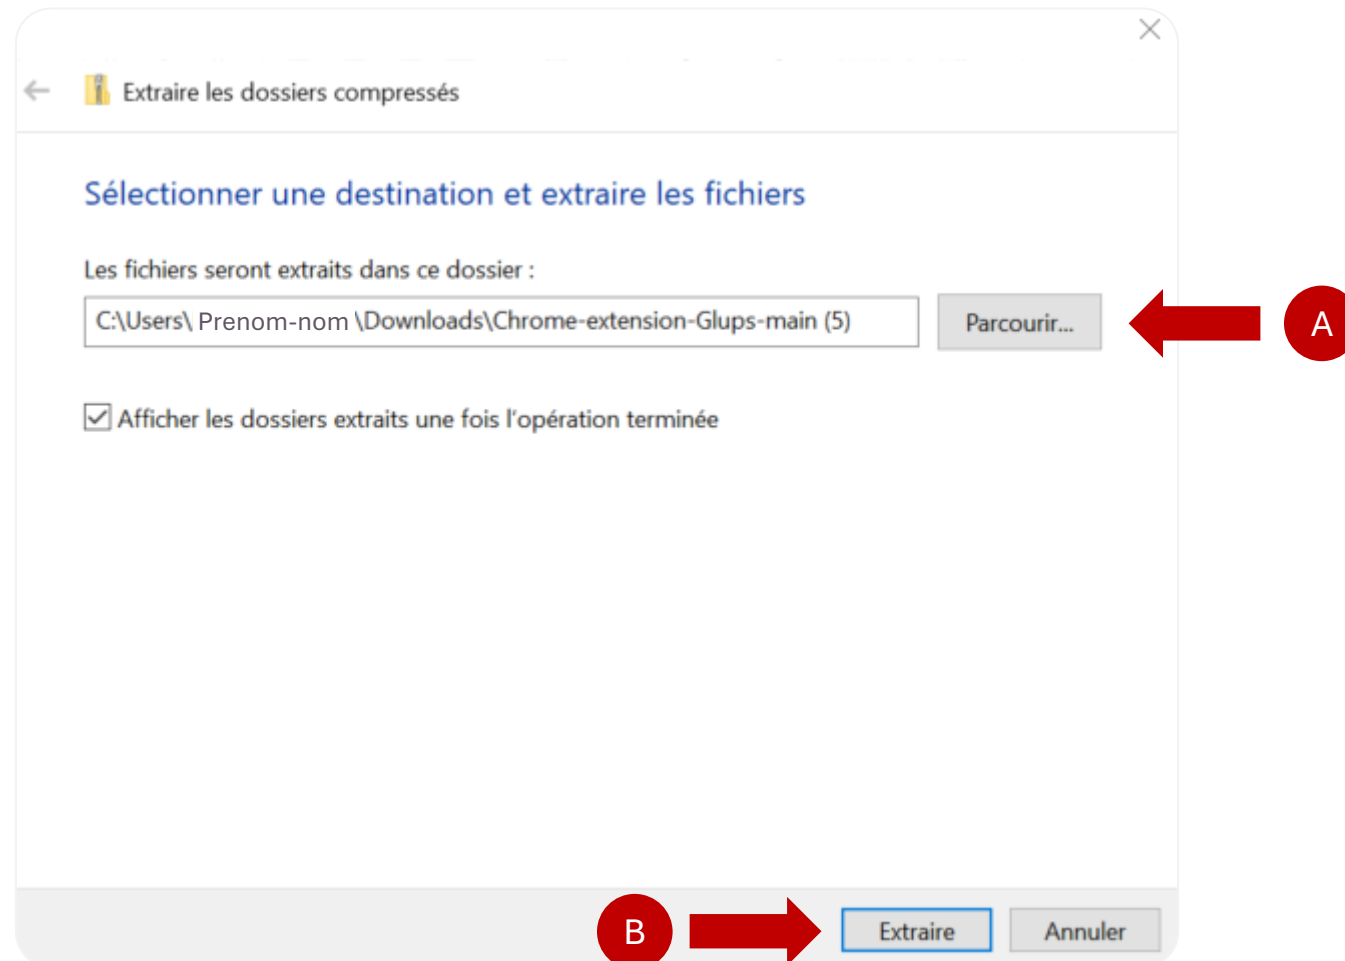 Extraire les dossiers compressés
Sélectionner une destination et extraire les fichiers
Les fichiers seront extraits dans ce dossier :
C:\Users\ Prenom-nom \Downloads\Chrome-extension-Glups-main (5)
Parcourir...
A
Afficher les dossiers extraits une fois l'opération terminée
B
Extraire
Annuler